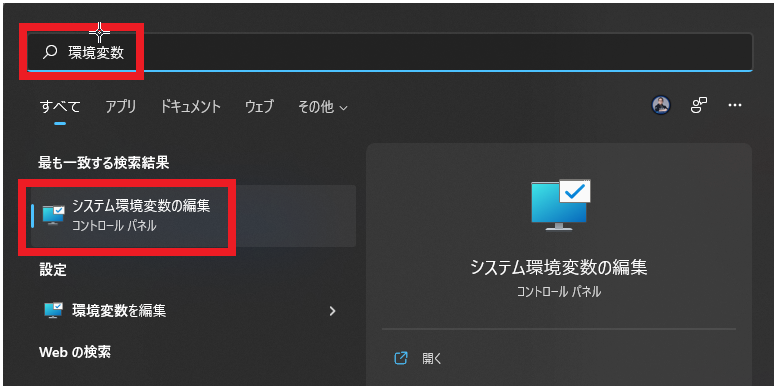 環境変数
すべて アプリ ドキュメント ウェブ その他
最も一致する検索結果
システム環境変数の編集
コントロール パネル
設定
環境変数を編集
Web の検索
システム環境変数の編集
コントロール パネル
開く